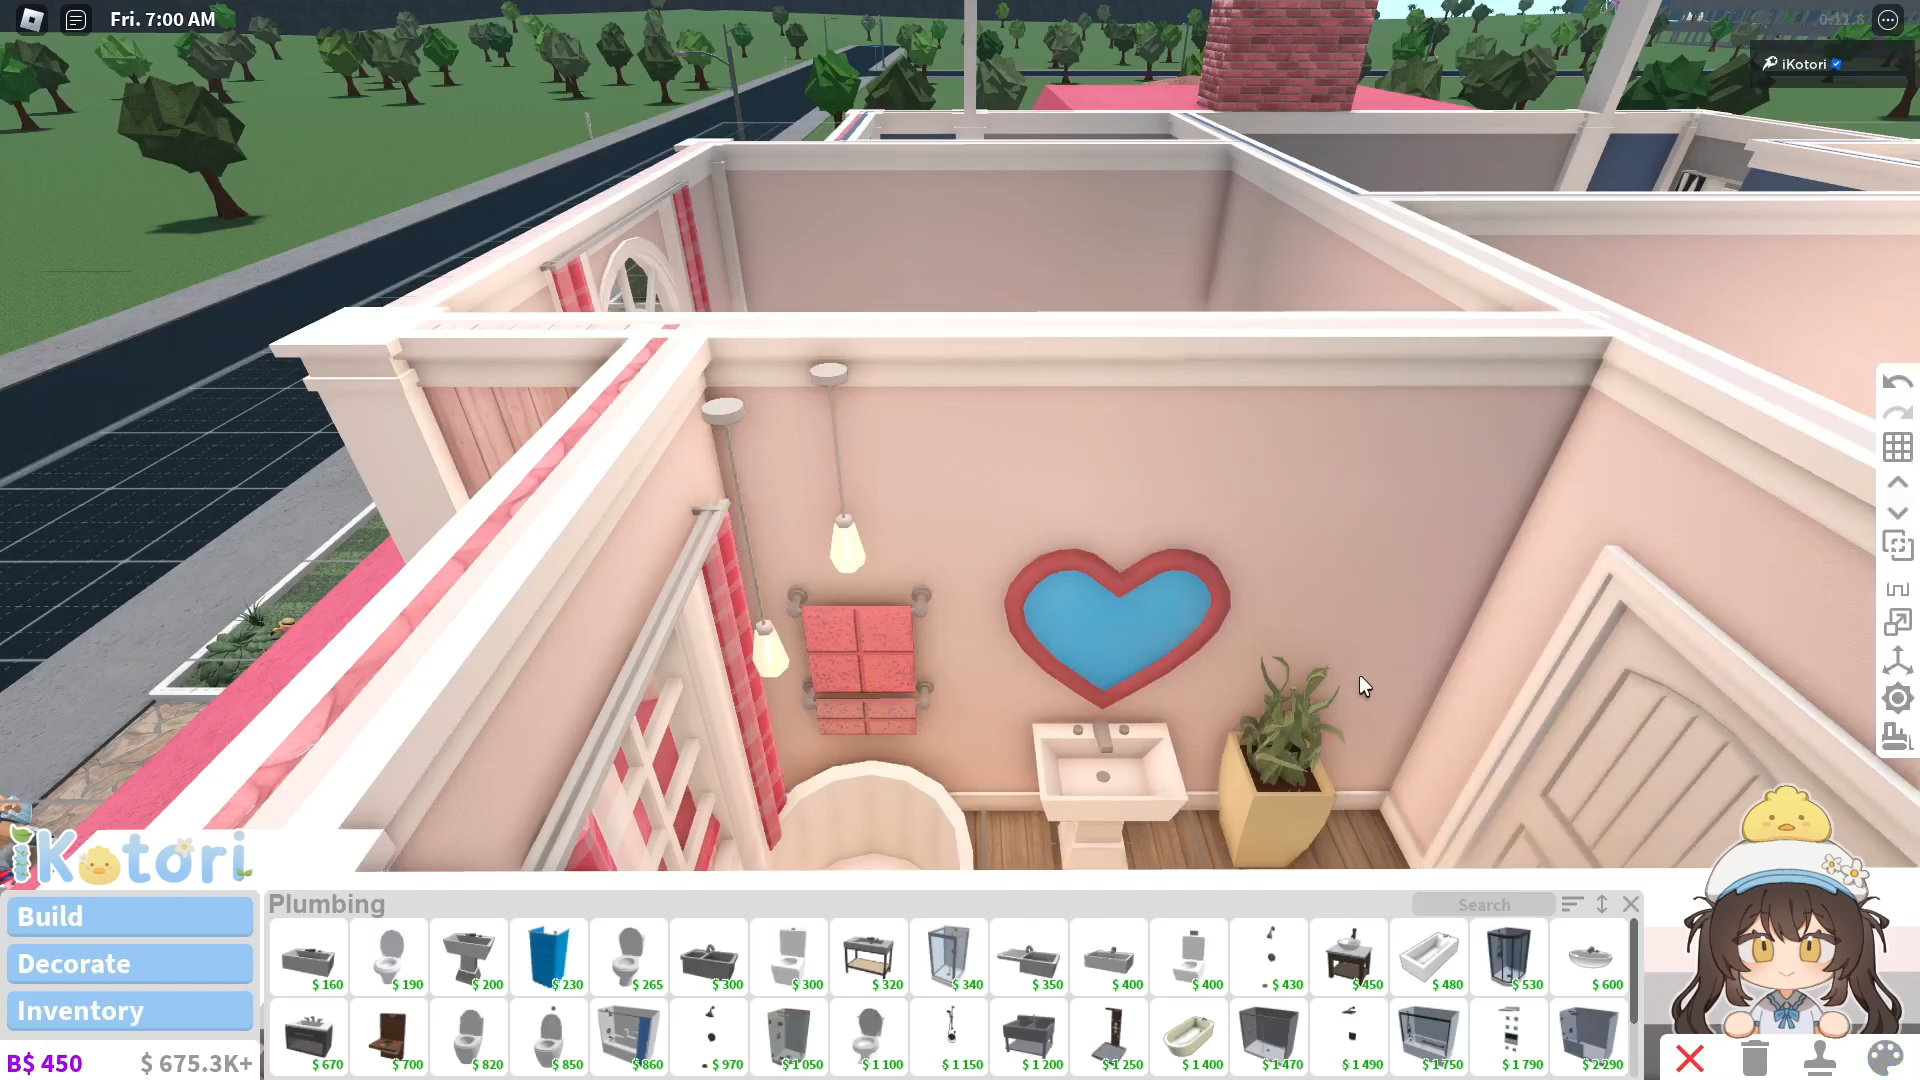 Fri. 7:00 AM
0:11.8
iKotori
iKotori
Build
Decorate
Inventory
B$ 450
$ 675.3K+
Plumbing
Search
$ 160
$ 190
$ 200
$ 230
$ 265
$ 300
$ 300
$ 320
$ 340
$ 350
$ 400
$ 400
$ 430
$ 450
$ 480
$ 530
$ 600
$ 670
$ 700
$ 820
$ 850
$ 860
$ 970
$ 1 050
$ 1 100
$ 1 150
$ 1 200
$ 1 250
$ 1 400
$ 1 470
$ 1 490
$ 1 750
$ 1 790
$ 2 290